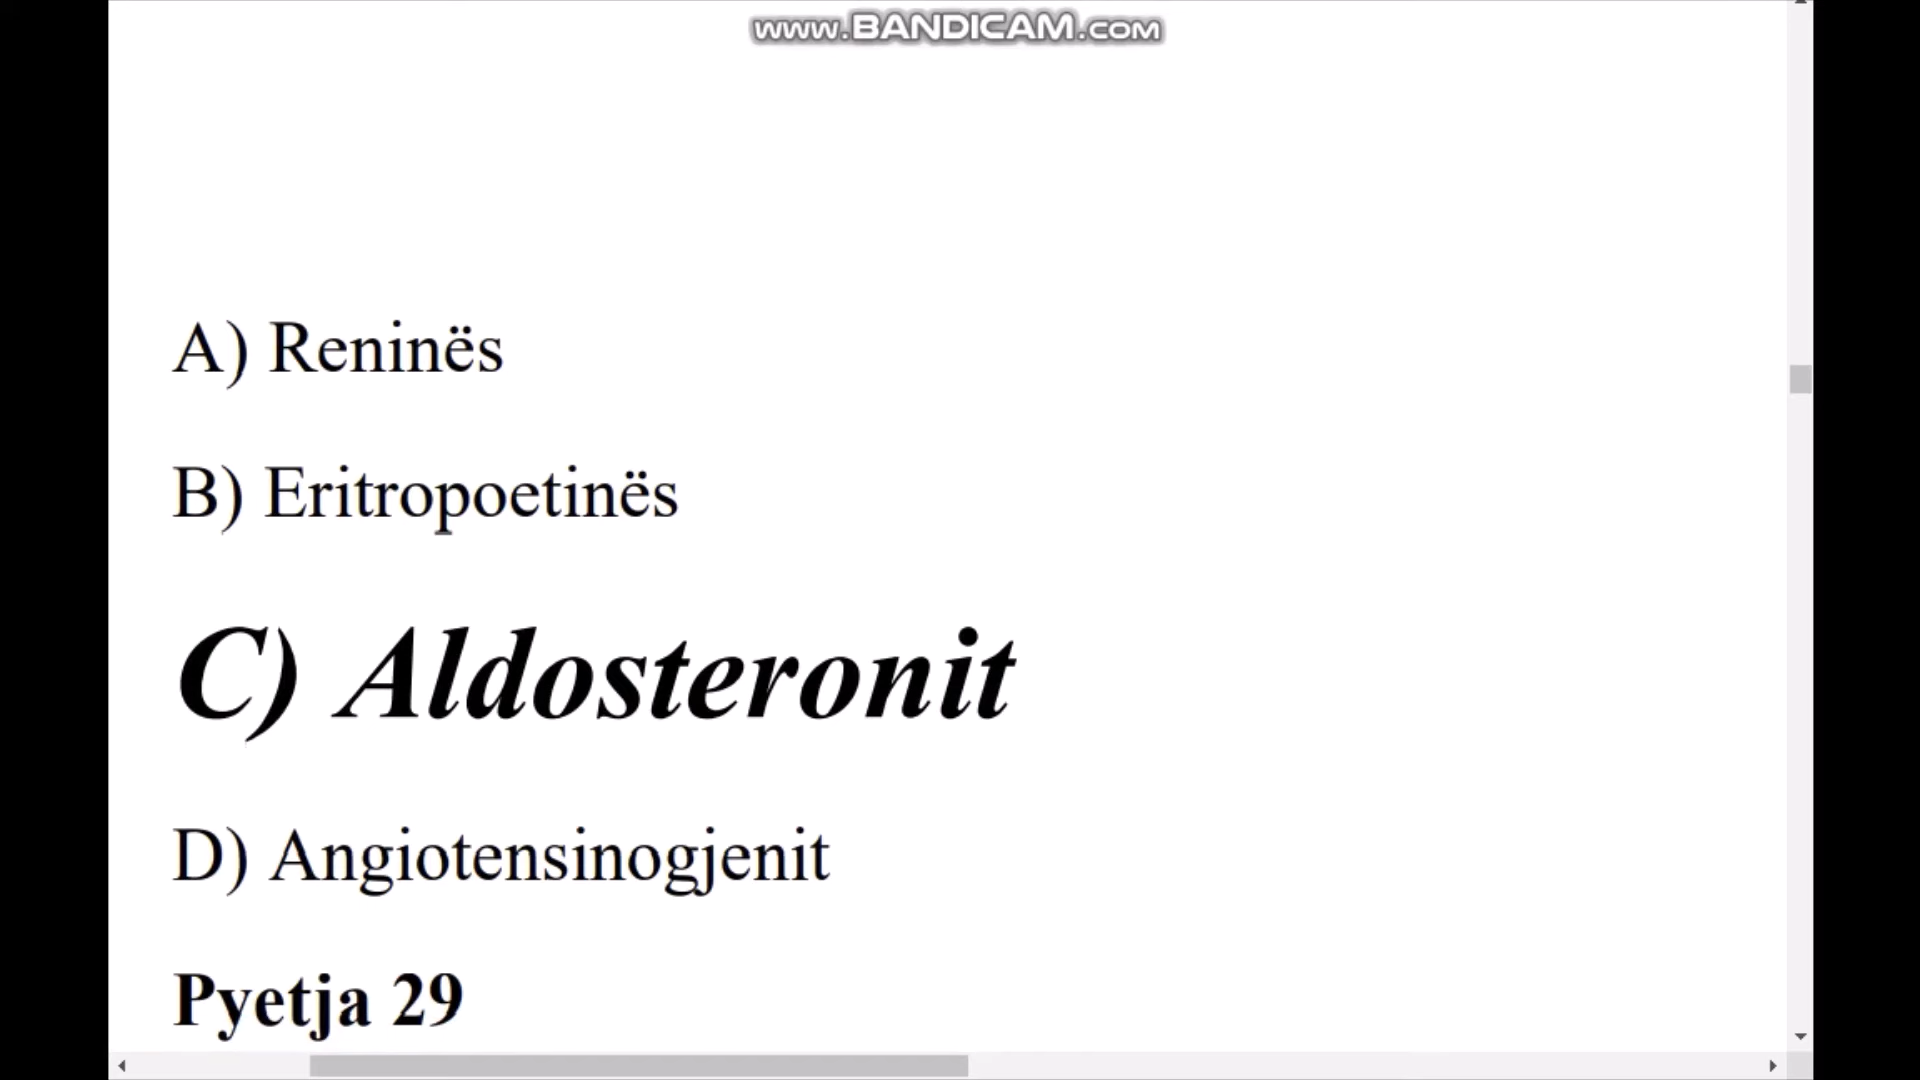 www.BANDICAM.com
A) Reninës
B) Eritropoetinës
C) Aldosteronit
D) Angiotensinogjenit
Pyetja 29